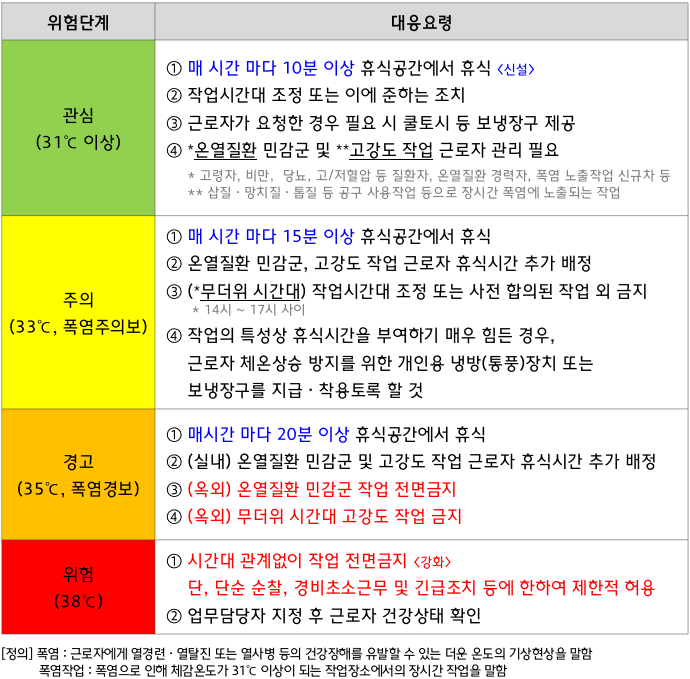 위험단계
대응요령
관심
(31℃ 이상)
① 매 시간 마다 10분 이상 휴식공간에서 휴식 <신설>
② 작업시간대 조정 또는 이에 준하는 조치
③ 근로자가 요청한 경우 필요 시 쿨토시 등 보냉장구 제공
④ *온열질환 민감군 및 **고강도 작업 근로자 관리 필요
* 고령자, 비만, 당뇨, 고/저혈압 등 질환자, 온열질환 경력자, 폭염 노출작업 신규차 등
** 삽질 · 망치질 · 톱질 등 공구 사용작업 등으로 장시간 폭염에 노출되는 작업
주의
(33℃, 폭염주의보)
① 매 시간 마다 15분 이상 휴식공간에서 휴식
② 온열질환 민감군, 고강도 작업 근로자 휴식시간 추가 배정
③ (*무더위 시간대) 작업시간대 조정 또는 사전 합의된 작업 외 금지
* 14시 ~ 17시 사이
④ 작업의 특성상 휴식시간을 부여하기 매우 힘든 경우,
근로자 체온상승 방지를 위한 개인용 냉방(통풍)장치 또는
보냉장구를 지급 · 착용토록 할 것
경고
(35℃, 폭염경보)
① 매시간 마다 20분 이상 휴식공간에서 휴식
② (실내) 온열질환 민감군 및 고강도 작업 근로자 휴식시간 추가 배정
③ (옥외) 온열질환 민감군 작업 전면금지
④ (옥외) 무더위 시간대 고강도 작업 금지
위험
(38℃)
① 시간대 관계없이 작업 전면금지 <강화>
단, 단순 순찰, 경비초소근무 및 긴급조치 등에 한하여 제한적 허용
② 업무담당자 지정 후 근로자 건강상태 확인
[정의] 폭염 : 근로자에게 열경련 · 열탈진 또는 열사병 등의 건강장해를 유발할 수 있는 더운 온도의 기상현상을 말함
폭염작업 : 폭염으로 인해 체감온도가 31℃ 이상이 되는 작업장소에서의 장시간 작업을 말함